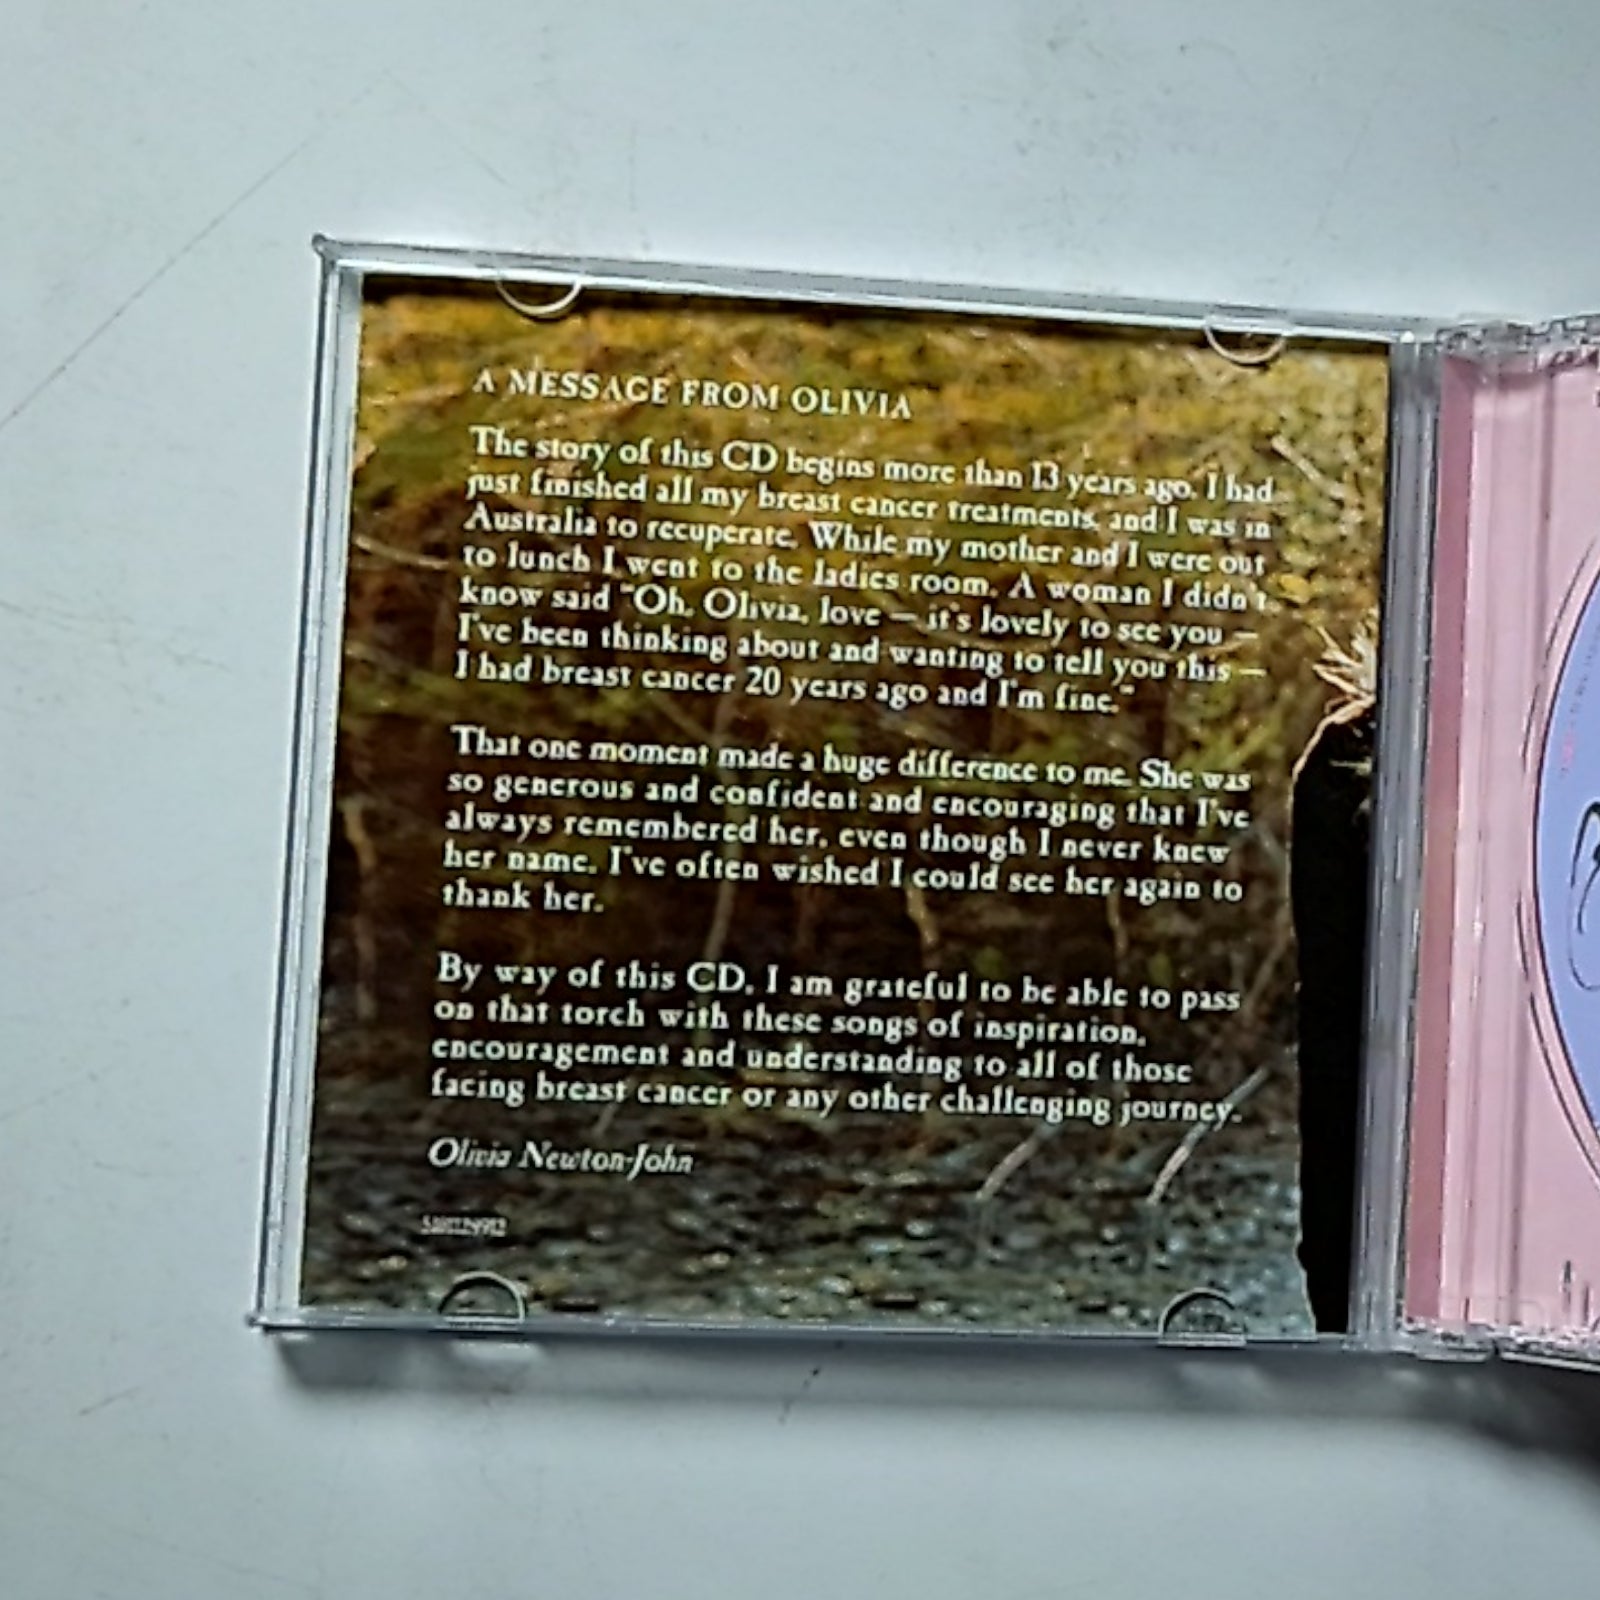 A MESSAGE FROM OLIVIA
The story of this CD begins more than 13 years ago. I had
just finished all my breast cancer treatments, and I was in
Australia to recuperate. While my mother and I were out
to lunch I went to the ladies room. A woman I didn't
know said "Oh, Olivia, love – it's lovely to see you –
I've been thinking about and wanting to tell you this –
I had breast cancer 20 years ago and I'm fine."
That one moment made a huge difference to me. She was
so generous and confident and encouraging that I've
always remembered her, even though I never knew
her name. I've often wished I could see her again to
thank her.
By way of this CD, I am grateful to be able to pass
on that torch with these songs of inspiration,
encouragement and understanding to all of those
facing breast cancer or any other challenging journey.
Olivia Newton-John